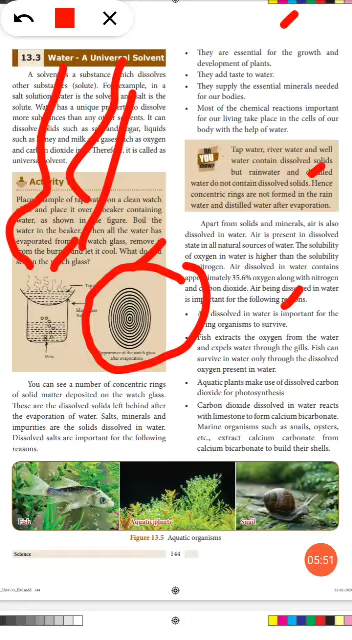 13.3 Water - A Universal Solvent
A solvent is a substance which dissolves
other substances (solute). For example, in a
salt solution water is the solvent and salt is the
solute. Water has a unique property to dissolve
more substances than any other solvents. It can
dissolve solids such as salt and sugar, liquids
such as honey and milk and gases such as oxygen
and carbon dioxide in it. Therefore, it is called as
universal solvent.
Activity
Place sample of tap water on a clean watch
and place it over a beaker containing
water, as shown in the figure. Boil the
water in the beaker. When all the water has
evaporated from watch glass, remove
from the burner and let it cool. What do
see in the watch glass?
Tap
Appearance of the watch glass
after evaporation
You can see a number of concentric rings
of solid matter deposited on the watch glass.
These are the dissolved solids left behind after
the evaporation of water. Salts, minerals and
impurities are the solids dissolved in water.
Dissolved salts are important for the following
reasons.
• They are essential for the growth and
development of plants.
• They add taste to water.
• They supply the essential minerals needed
for our bodies.
• Most of the chemical reactions important
for our living take place in the cells of our
body with the help of water.
DO YOU KNOW
Tap water, river water and well
water contain dissolved solids
but rainwater and distilled
water do not contain dissolved solids. Hence
concentric rings are not formed in the rain
water and distilled water after evaporation.
Apart from solids and minerals, air is also
dissolved in water. Air is present in dissolved
state in all natural sources of water. The solubility
of oxygen in water is higher than the solubility
of nitrogen. Air dissolved in water contains
approximately 35.6% oxygen along with nitrogen
and carbon dioxide. Air being dissolved in water
is important for the following reasons.
• Air dissolved in water is important for the
living organisms to survive.
• Fish extracts the oxygen from the water
and expels water through the gills. Fish can
survive in water only through the dissolved
oxygen present in water.
• Aquatic plants make use of dissolved carbon
dioxide for photosynthesis
• Carbon dioxide dissolved in water reacts
with limestone to form calcium bicarbonate.
Marine organisms such as snails, oysters,
etc., extract calcium carbonate from
calcium bicarbonate to build their shells.
Fish
Aquatic plants
Snail
Figure 13.5 Aquatic organisms
Science
144
05:51